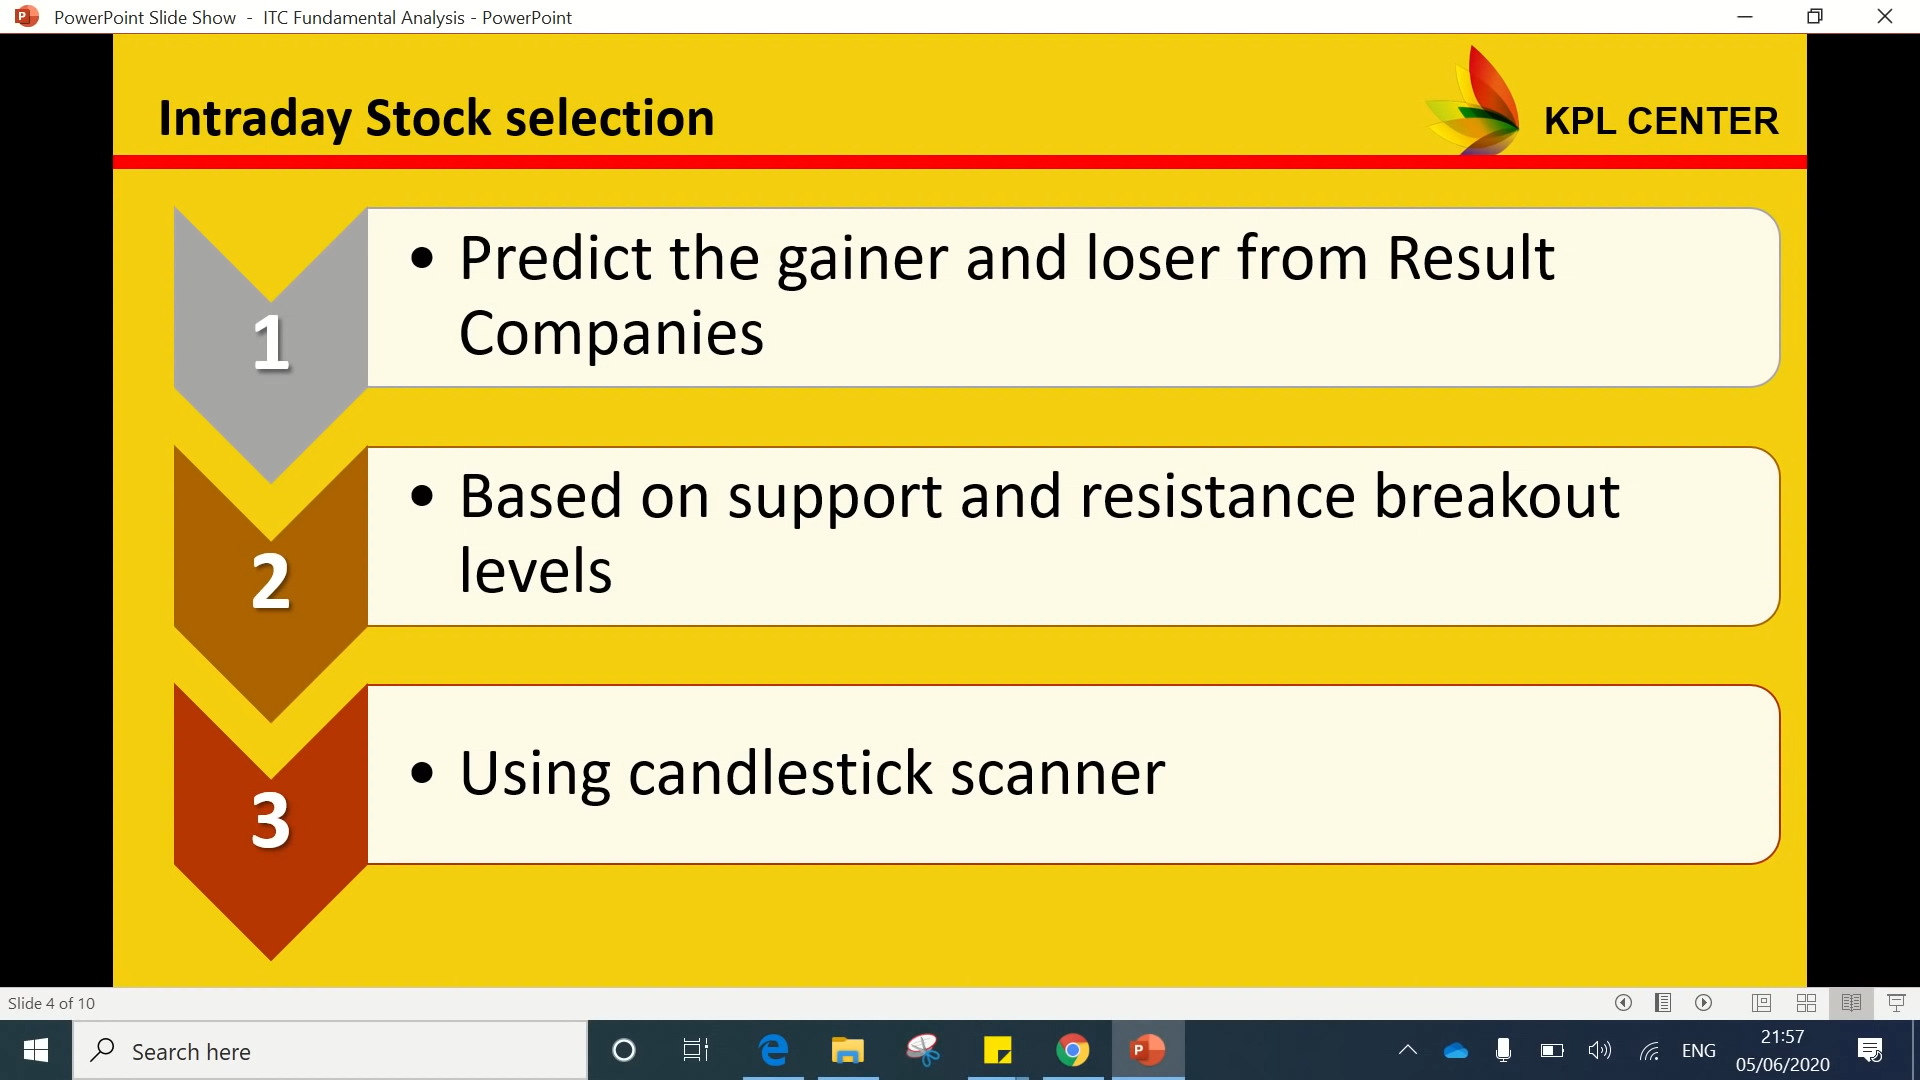 PowerPoint Slide Show - ITC Fundamental Analysis - PowerPoint
Intraday Stock selection
KPL CENTER
1
• Predict the gainer and loser from Result
Companies
2
• Based on support and resistance breakout
levels
3
• Using candlestick scanner
Slide 4 of 10
Search here
ENG
21:57
05/06/2020